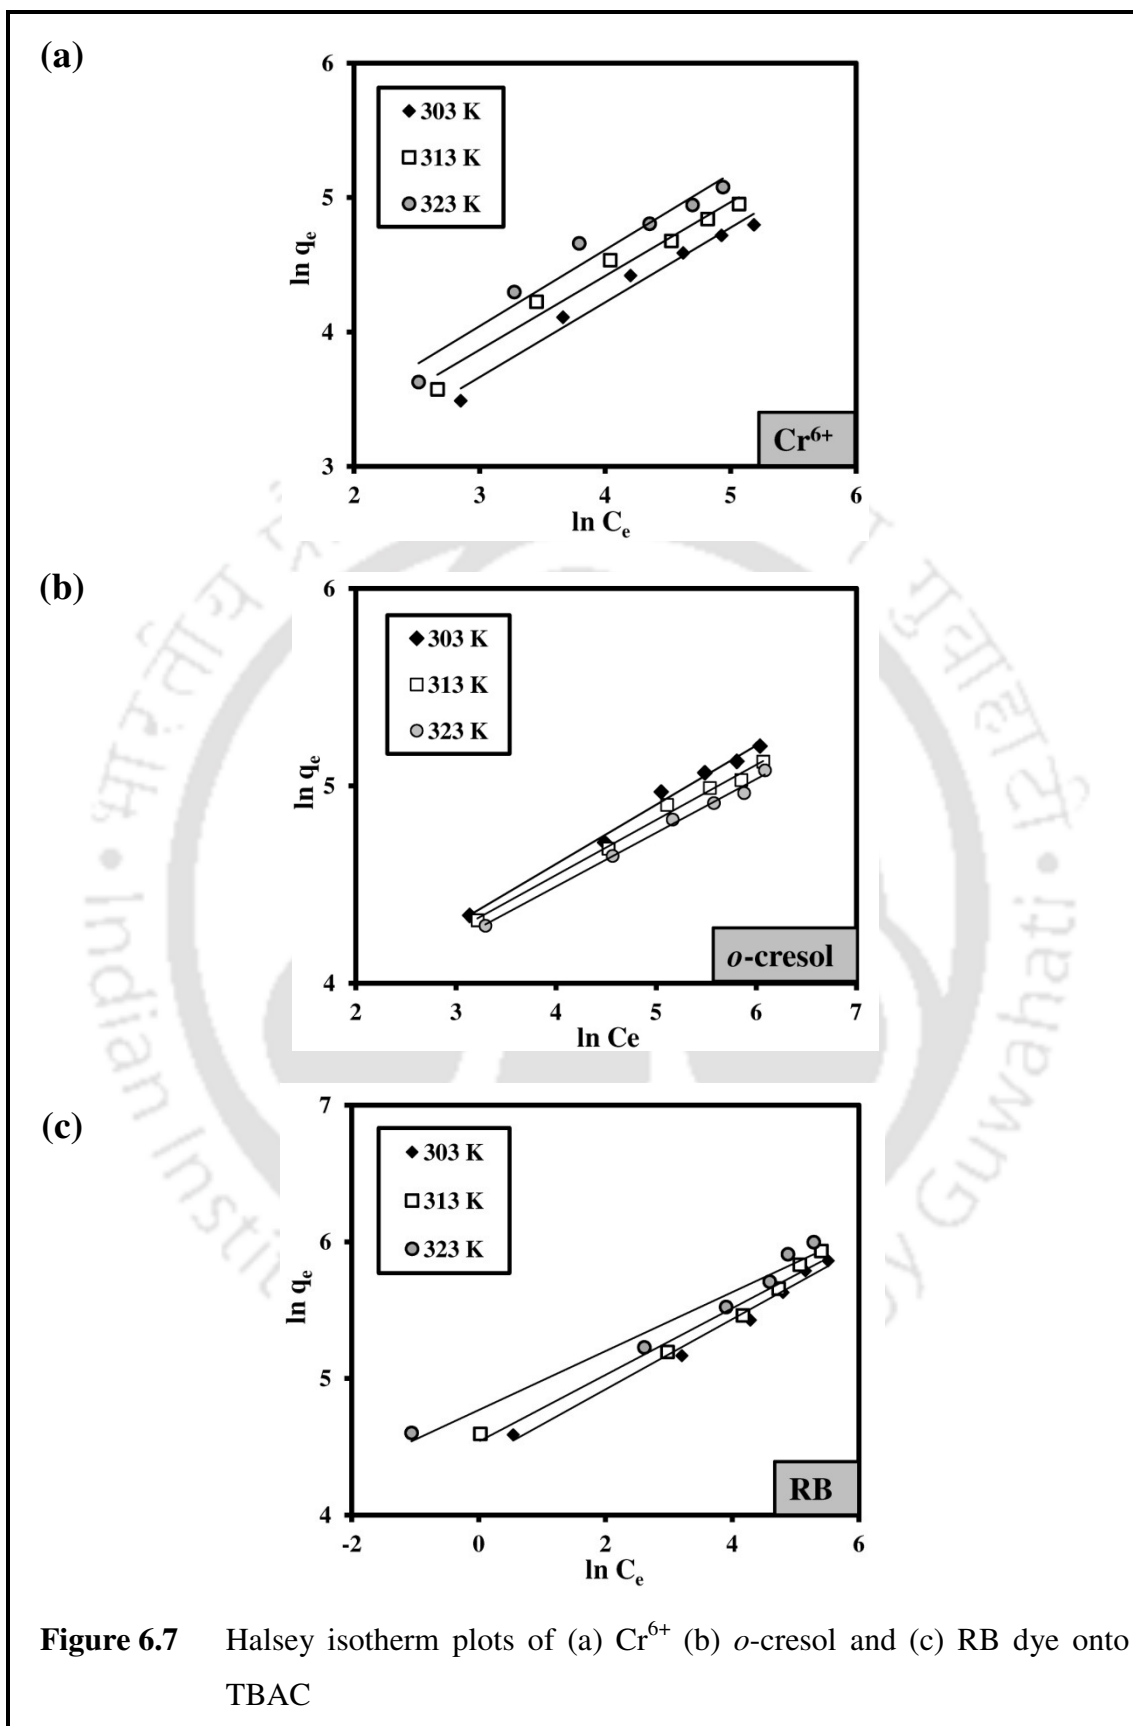 (a)
6
5
4
3
ln qₑ
303 K
313 K
323 K
Cr⁶⁺
2 3 4 5 6
ln Cₑ
(b)
6
5
4
ln qₑ
303 K
313 K
323 K
o-cresol
2 3 4 5 6 7
ln Ce
(c)
7
6
5
4
ln qₑ
303 K
313 K
323 K
RB
-2 0 2 4 6
ln Cₑ
Figure 6.7 Halsey isotherm plots of (a) Cr⁶⁺ (b) o-cresol and (c) RB dye onto
TBAC
Indian Instit
y Guwahati